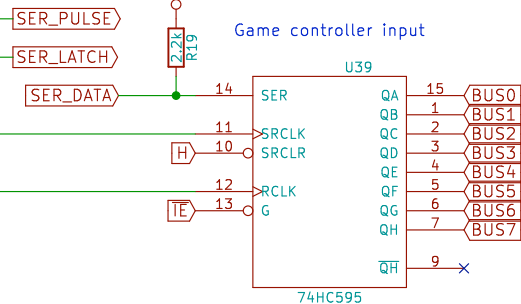 SER_PULSE
Game controller input
SER_LATCH
2.2k
R19
U39
SER_DATA
14 SER QA 15 BUS0
QB 1 BUS1
11 SRCLK QC 2 BUS2
H 10 SRCLR QD 3 BUS3
QE 4 BUS4
12 RCLK QF 5 BUS5
IE 13 G QG 6 BUS6
QH 7 BUS7
QH 9
74HC595